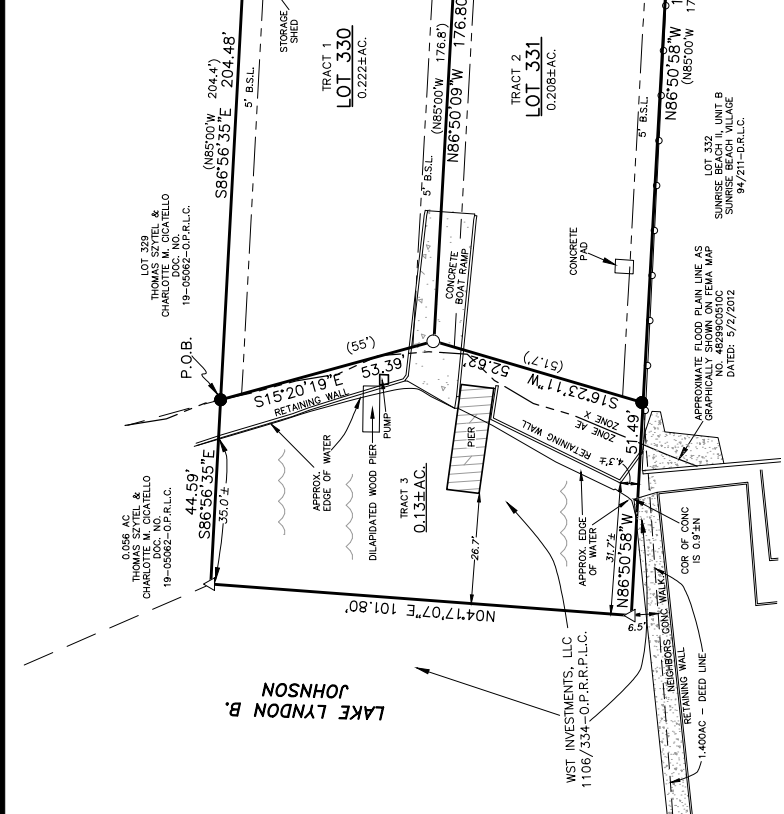 STORAGE
SHED
TRACT 1
LOT 330
0.222±AC.
(N85°00'W 204.4')
S86°56'35"E 204.48'
5' B.S.L.
5' B.S.L.
(N85°00'W 176.8')
N86°50'09"W 176.80
TRACT 2
LOT 331
0.208±AC.
5' B.S.L.
N86°50'58"W 1
(N85°00'W 17
LOT 332
SUNRISE BEACH II, UNIT B
SUNRISE BEACH VILLAGE
94/211-D.R.L.C.
LOT 329
THOMAS SZYTEL &
CHARLOTTE M. CICATELLO
DOC. NO.
19-05062-O.P.R.L.C.
P.O.B.
(55')
S15°20'19"E 53.39'
RETAINING WALL
CONCRETE
BOAT RAMP
CONCRETE
PAD
52.62'
(51.7')
S16°23'11"W
APPROXIMATE FLOOD PLAIN LINE AS
GRAPHICALLY SHOWN ON FEMA MAP
NO. 48299C0510C
DATED: 5/2/2012
ZONE AE
ZONE X
RETAINING WALL
4.3'±
51.49'
PUMP
PIER
DILAPIDATED WOOD PIER
APPROX.
EDGE OF WATER
TRACT 3
0.13±AC.
44.59'
S86°56'35"E
35.0'±
0.056 AC
THOMAS SZYTEL &
CHARLOTTE M. CICATELLO
DOC. NO.
19-05062-O.P.R.L.C.
26.7'
APPROX. EDGE
OF WATER
31.7'±
N86°50'58"W
COR OF CONC
IS 0.9'±N
N04°17'07"E 101.80'
6.5'
NEIGHBORS CONC WALK
RETAINING WALL
1.400AC - DEED LINE
WST INVESTMENTS, LLC
1106/334-O.P.R.R.P.L.C.
LAKE LYNDON B.
JOHNSON